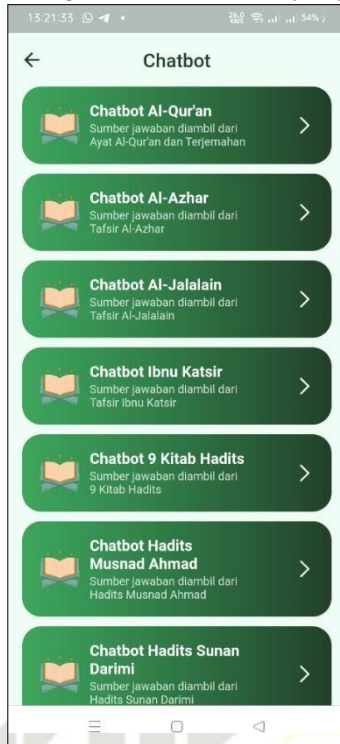 13:21:33
26.0
KB/S
34%
Chatbot
Chatbot Al-Qur'an
Sumber jawaban diambil dari
Ayat Al-Qur'an dan Terjemahan
Chatbot Al-Azhar
Sumber jawaban diambil dari
Tafsir Al-Azhar
Chatbot Al-Jalalain
Sumber jawaban diambil dari
Tafsir Al-Jalalain
Chatbot Ibnu Katsir
Sumber jawaban diambil dari
Tafsir Ibnu Katsir
Chatbot 9 Kitab Hadits
Sumber jawaban diambil dari
9 Kitab Hadits
Chatbot Hadits
Musnad Ahmad
Sumber jawaban diambil dari
Hadits Musnad Ahmad
Chatbot Hadits Sunan
Darimi
Sumber jawaban diambil dari
Hadits Sunan Darimi